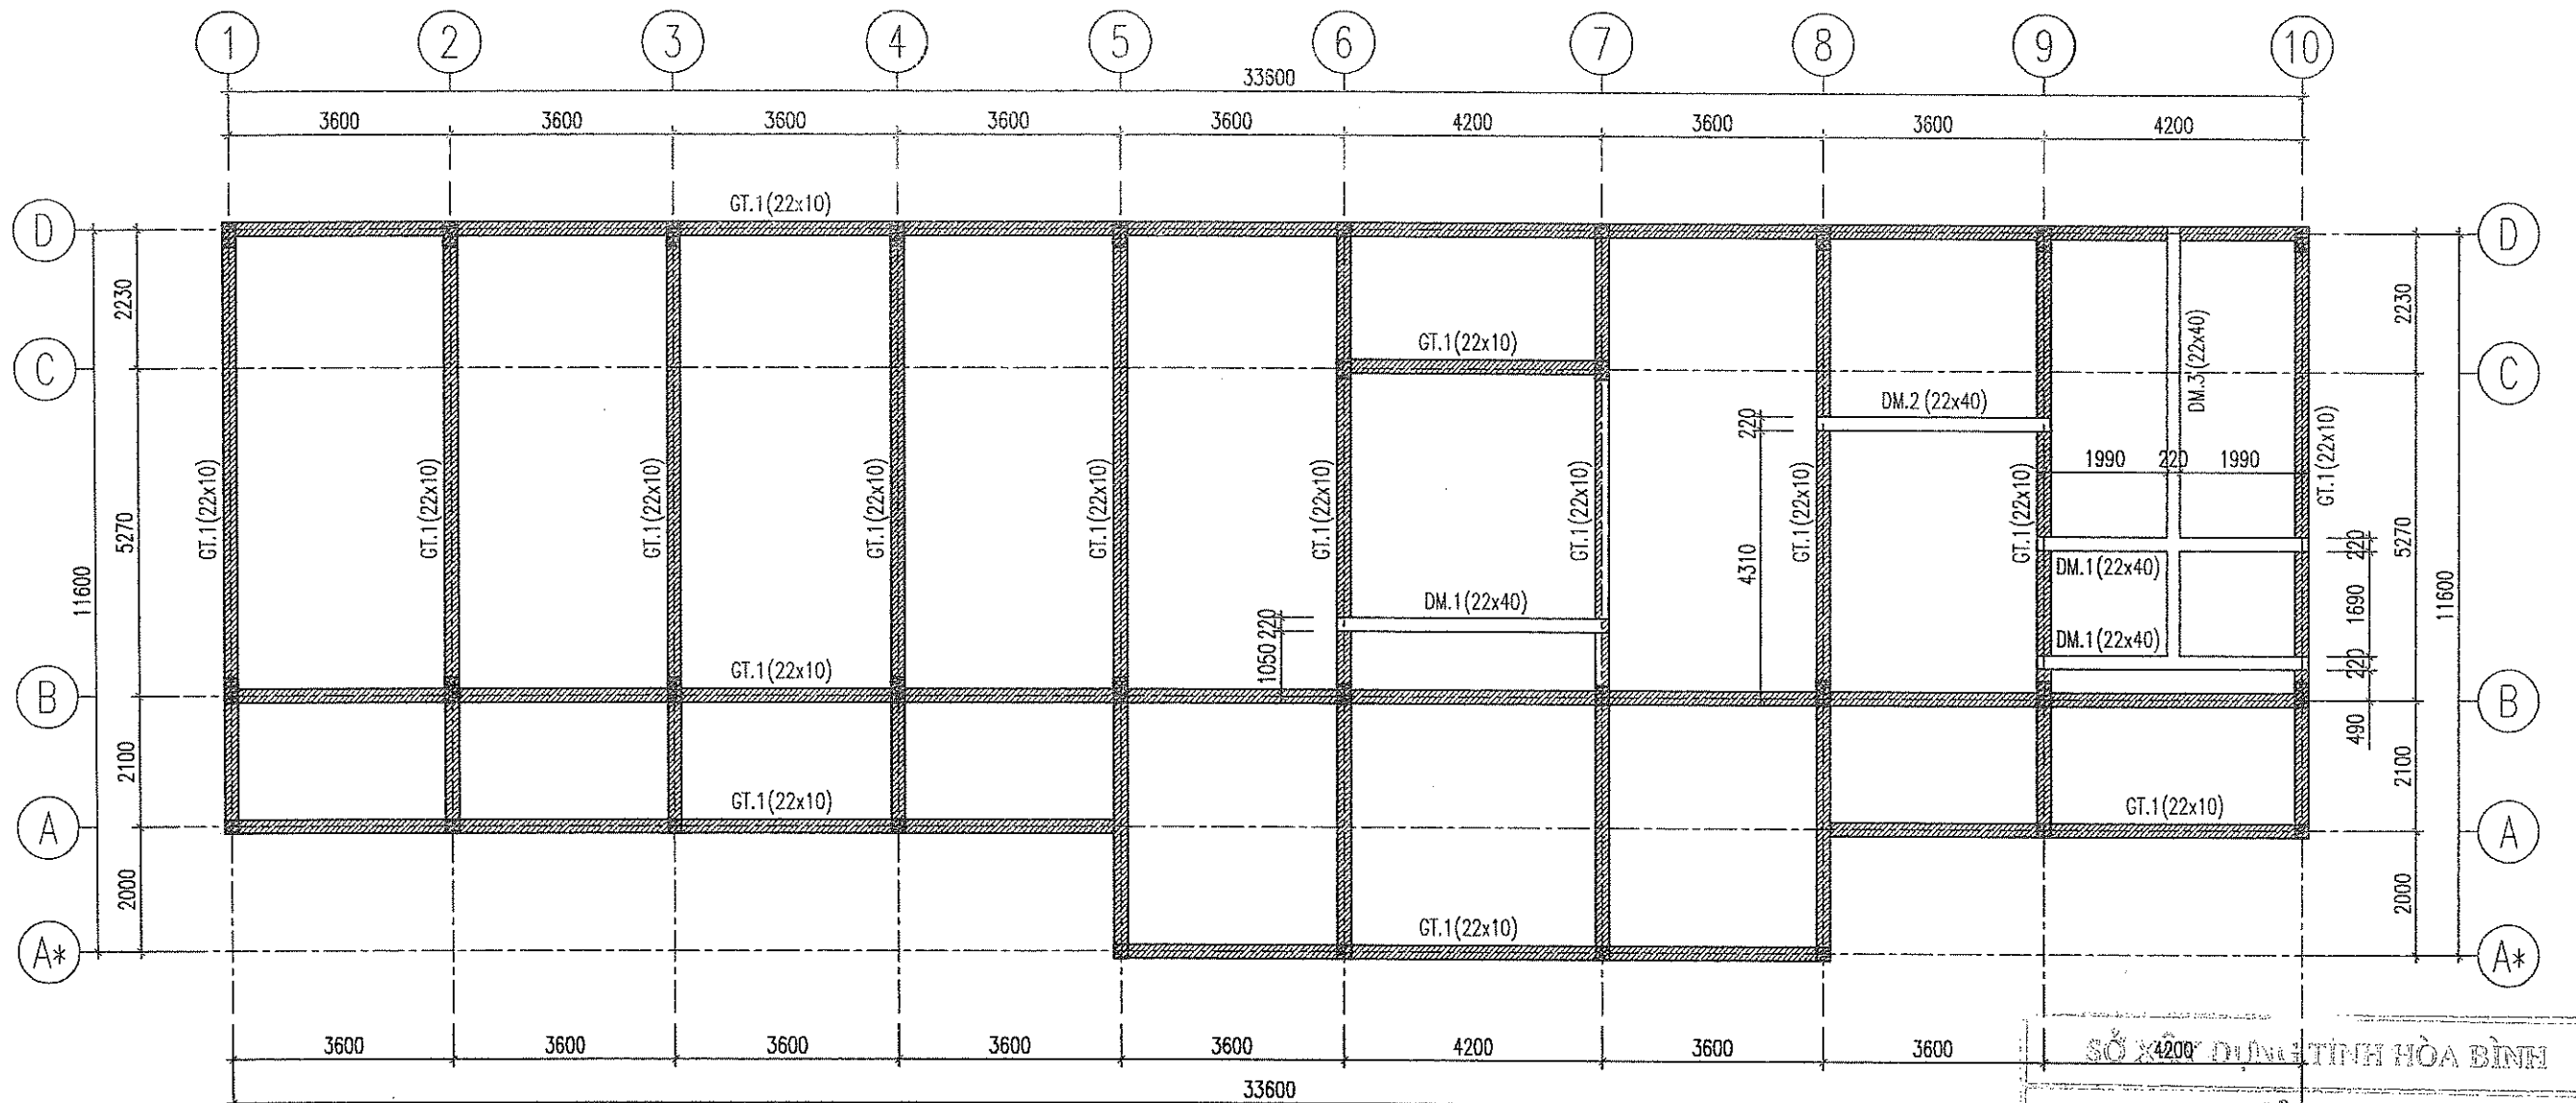 1 2 3 4 5 6 7 8 9 10
33600
3600 3600 3600 3600 3600 4200 3600 3600 4200
GT.1(22x10)
D D
2230 2230
GT.1(22x10)
DM.3(22x40)
C C
DM.2(22x40)
220
GT.1(22x10) GT.1(22x10) GT.1(22x10) GT.1(22x10) GT.1(22x10) GT.1(22x10) GT.1(22x10) GT.1(22x10) GT.1(22x10) GT.1(22x10)
1990 220 1990
5270 5270
11600 11600
4310
220
DM.1(22x40)
1690
DM.1(22x40)
220
1050
DM.1(22x40)
220
GT.1(22x10)
B B
490
2100 2100
GT.1(22x10) GT.1(22x10)
A A
2000 2000
GT.1(22x10)
A* A*
3600 3600 3600 3600 3600 4200 3600 3600 4200
SỞ XÂY DỰNG TỈNH HÒA BÌNH
33600